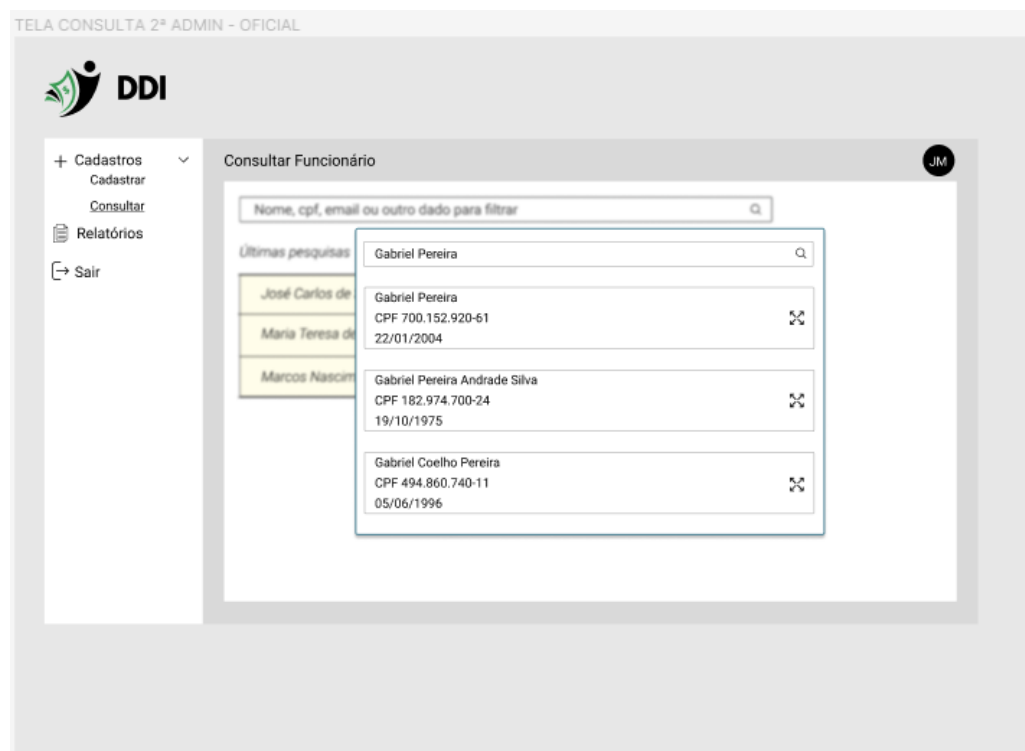 TELA CONSULTA 2ª ADMIN - OFICIAL
DDI
Cadastros
Cadastrar
Consultar
Relatórios
Sair
Consultar Funcionário
JM
Nome, cpf, email ou outro dado para filtrar
Últimas pesquisas
José Carlos de
Maria Teresa de
Marcos Nascim
Gabriel Pereira
Gabriel Pereira
CPF 700.152.920-61
22/01/2004
Gabriel Pereira Andrade Silva
CPF 182.974.700-24
19/10/1975
Gabriel Coelho Pereira
CPF 494.860.740-11
05/06/1996